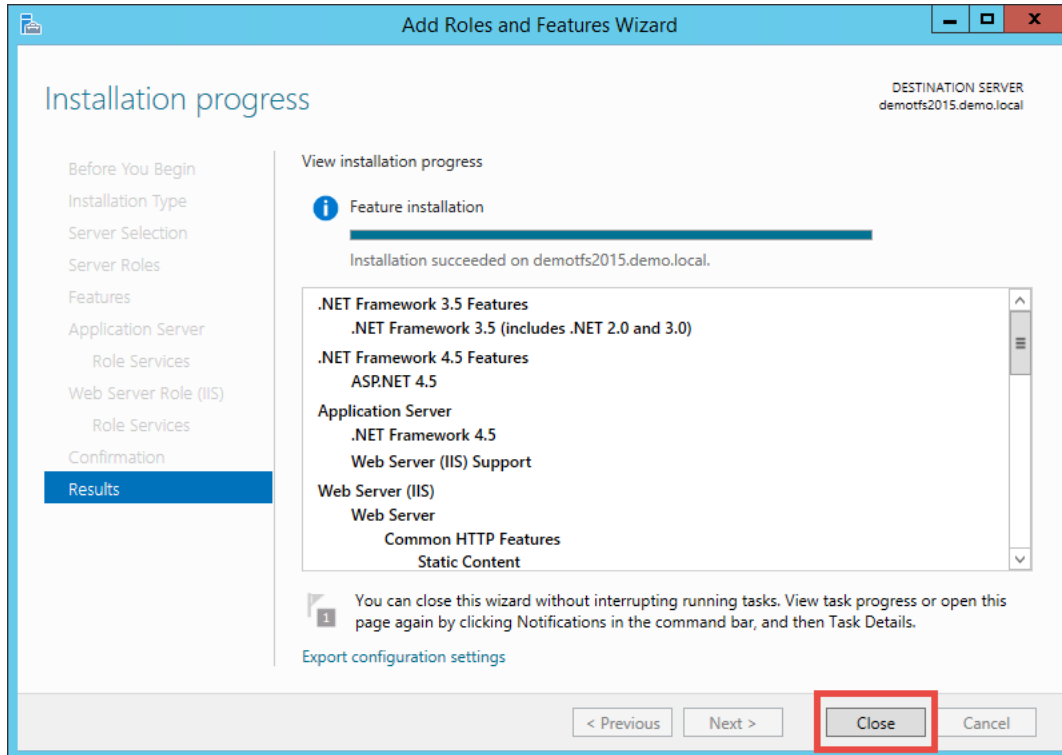 Add Roles and Features Wizard
Installation progress
DESTINATION SERVER
demotfs2015.demo.local
Before You Begin
Installation Type
Server Selection
Server Roles
Features
Application Server
Role Services
Web Server Role (IIS)
Role Services
Confirmation
Results
View installation progress
Feature installation
Installation succeeded on demotfs2015.demo.local.
.NET Framework 3.5 Features
.NET Framework 3.5 (includes .NET 2.0 and 3.0)
.NET Framework 4.5 Features
ASP.NET 4.5
Application Server
.NET Framework 4.5
Web Server (IIS) Support
Web Server (IIS)
Web Server
Common HTTP Features
Static Content
1
You can close this wizard without interrupting running tasks. View task progress or open this
page again by clicking Notifications in the command bar, and then Task Details.
Export configuration settings
< Previous
Next >
Close
Cancel